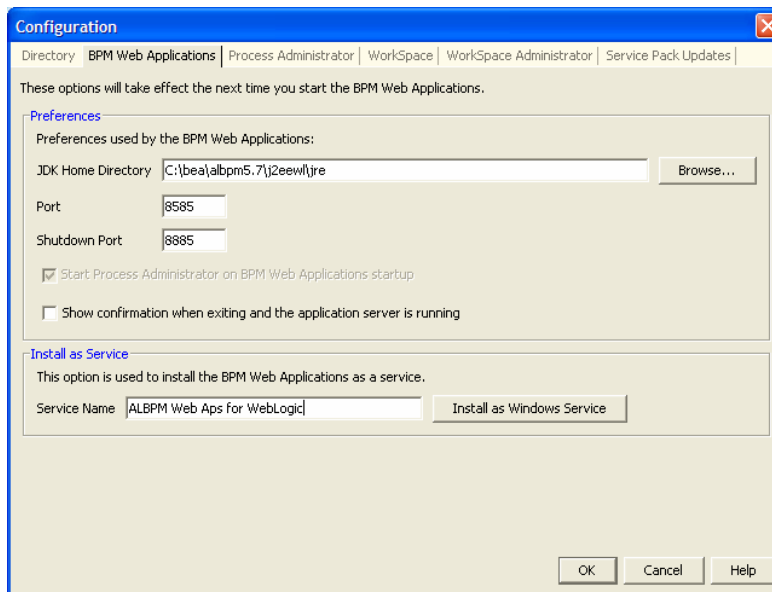 Configuration
Directory BPM Web Applications Process Administrator WorkSpace WorkSpace Administrator Service Pack Updates
These options will take effect the next time you start the BPM Web Applications.
Preferences
Preferences used by the BPM Web Applications:
JDK Home Directory C:\bea\albpm5.7\j2eewl\jre Browse...
Port 8585
Shutdown Port 8885
Start Process Administrator on BPM Web Applications startup
Show confirmation when exiting and the application server is running
Install as Service
This option is used to install the BPM Web Applications as a service.
Service Name ALBPM Web Aps for WebLogic Install as Windows Service
OK Cancel Help